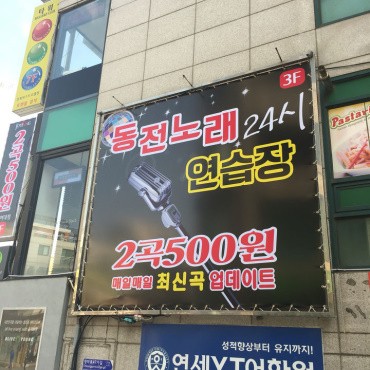 3F
동전노래 24시
연습장
2곡500원
매일매일 최신곡 업데이트
2곡500원
Pasta
성적향상부터 유지까지!
연세YT어학원